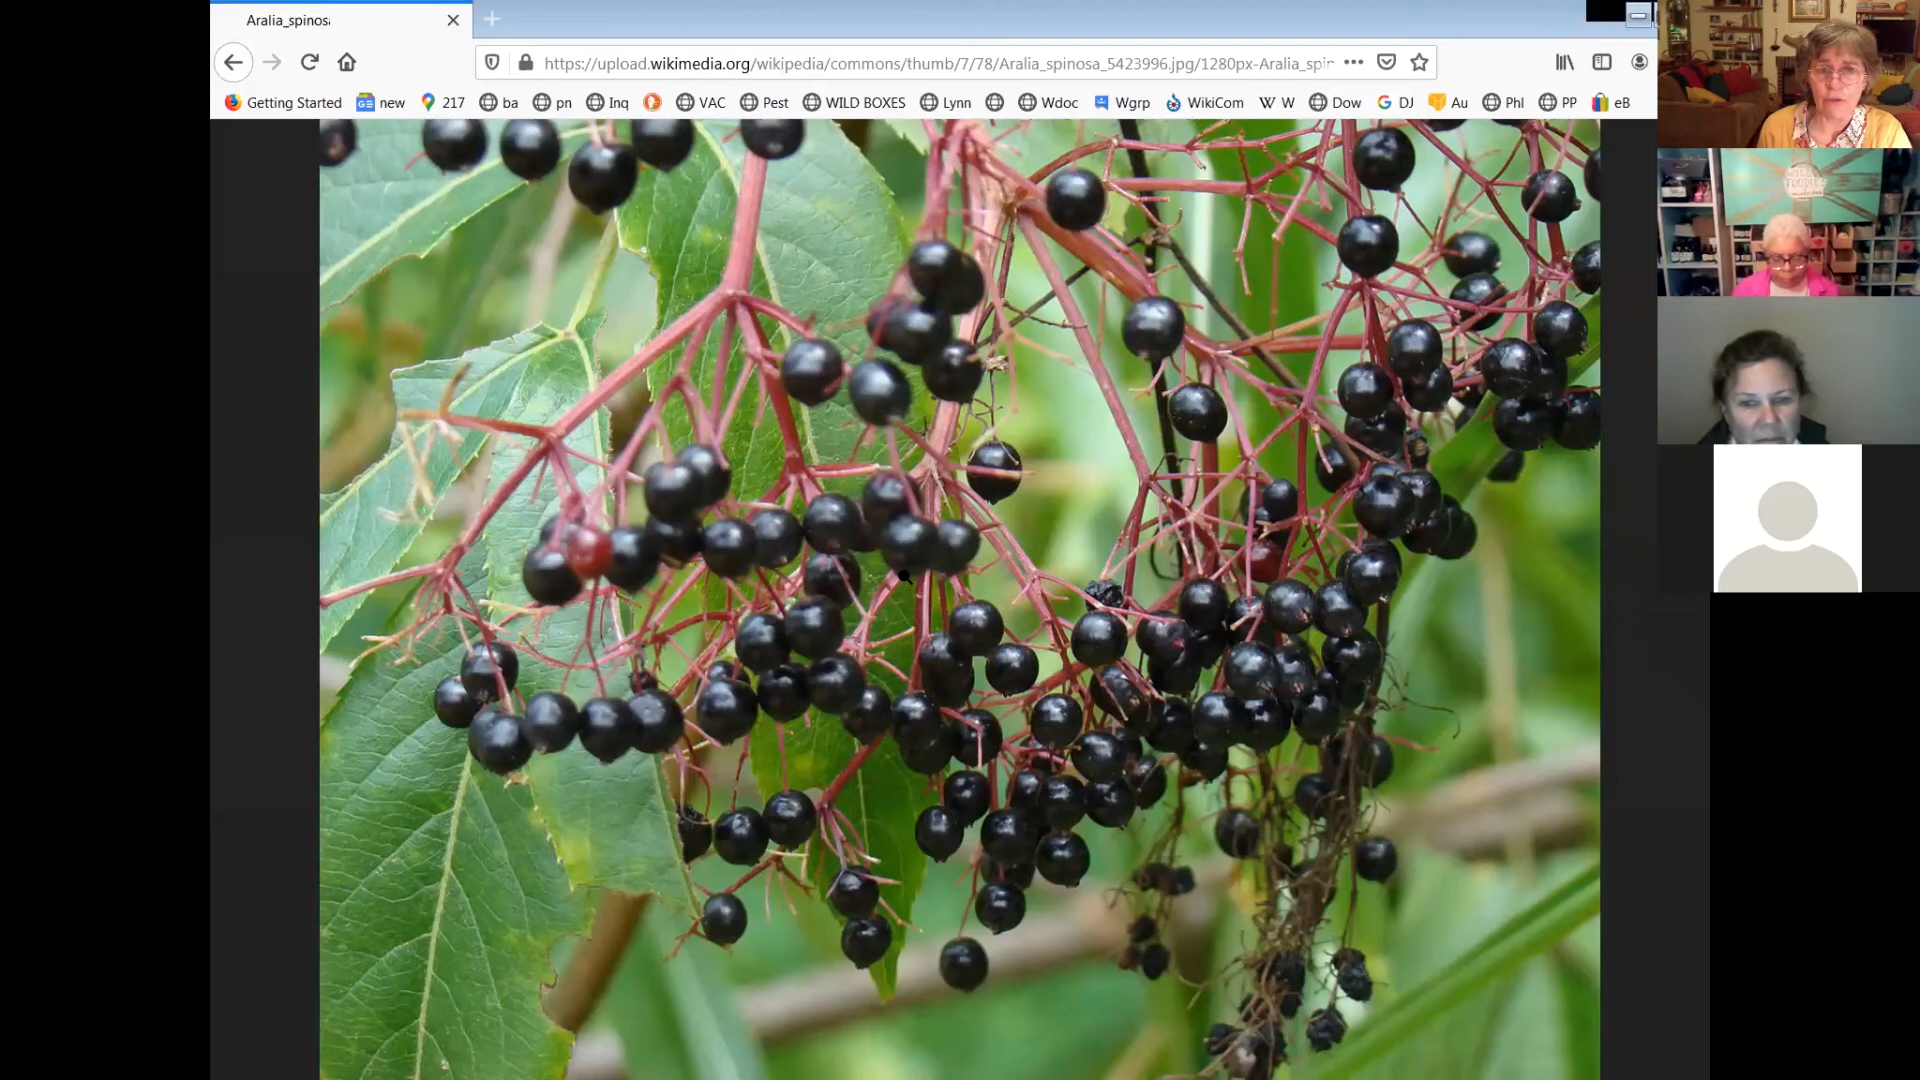 Aralia_spinosa
https://upload.wikimedia.org/wikipedia/commons/thumb/7/78/Aralia_spinosa_5423996.jpg/1280px-Aralia_spin
Getting Started new 217 ba pn Inq VAC Pest WILD BOXES Lynn Wdoc Wgrp WikiCom W W Dow G DJ Au Phl PP eB